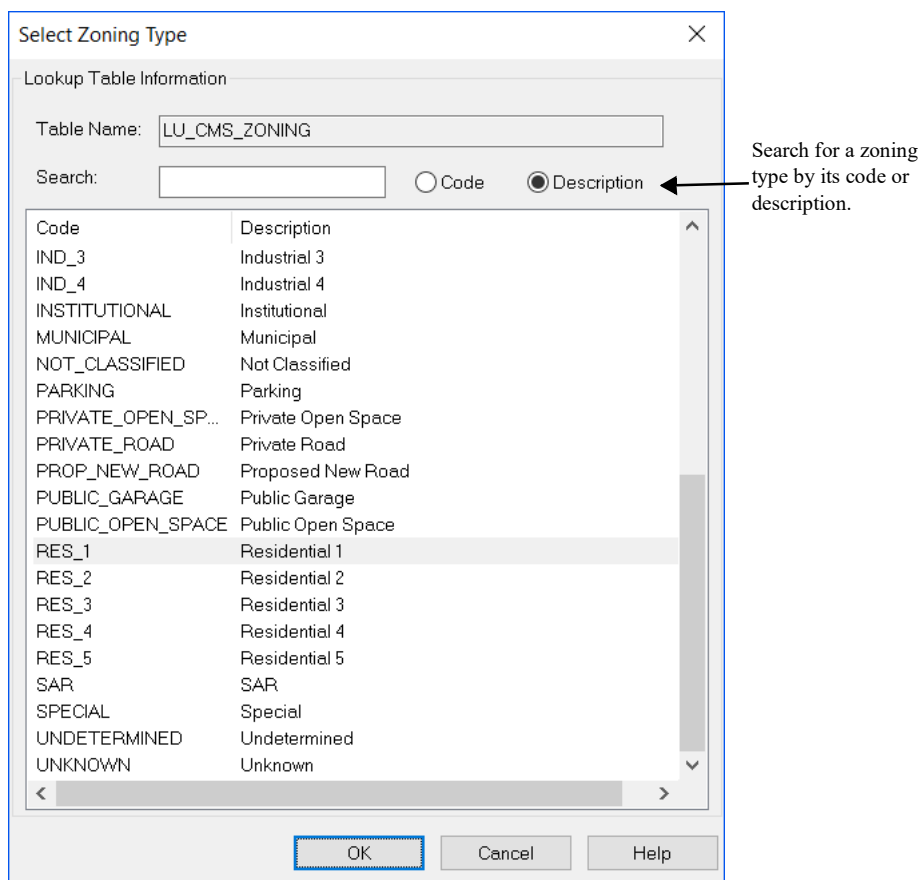 Select Zoning Type
Lookup Table Information
Table Name: LU_CMS_ZONING
Search: Code Description
Search for a zoning
type by its code or
description.
Code Description
IND_3 Industrial 3
IND_4 Industrial 4
INSTITUTIONAL Institutional
MUNICIPAL Municipal
NOT_CLASSIFIED Not Classified
PARKING Parking
PRIVATE_OPEN_SP... Private Open Space
PRIVATE_ROAD Private Road
PROP_NEW_ROAD Proposed New Road
PUBLIC_GARAGE Public Garage
PUBLIC_OPEN_SPACE Public Open Space
RES_1 Residential 1
RES_2 Residential 2
RES_3 Residential 3
RES_4 Residential 4
RES_5 Residential 5
SAR SAR
SPECIAL Special
UNDETERMINED Undetermined
UNKNOWN Unknown
OK Cancel Help